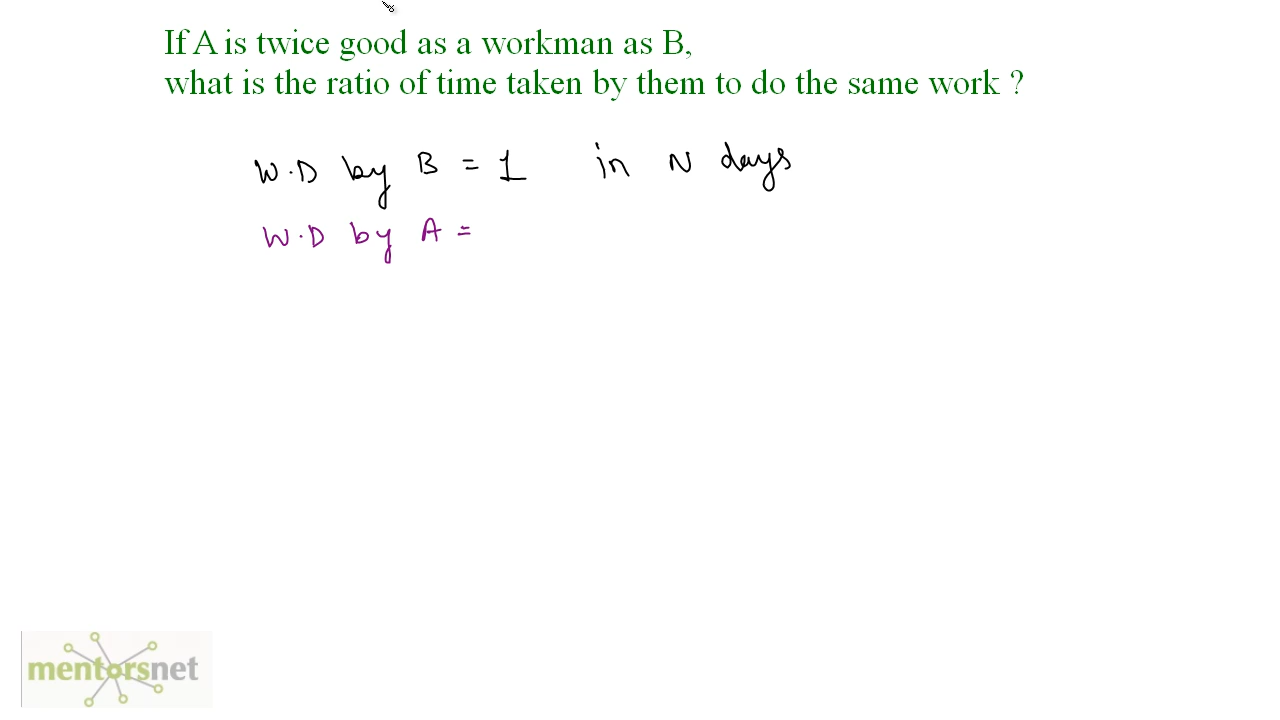 If A is twice good as a workman as B,
what is the ratio of time taken by them to do the same work ?
W.D by B = 1 in N days
W.D by A =
mentorsnet